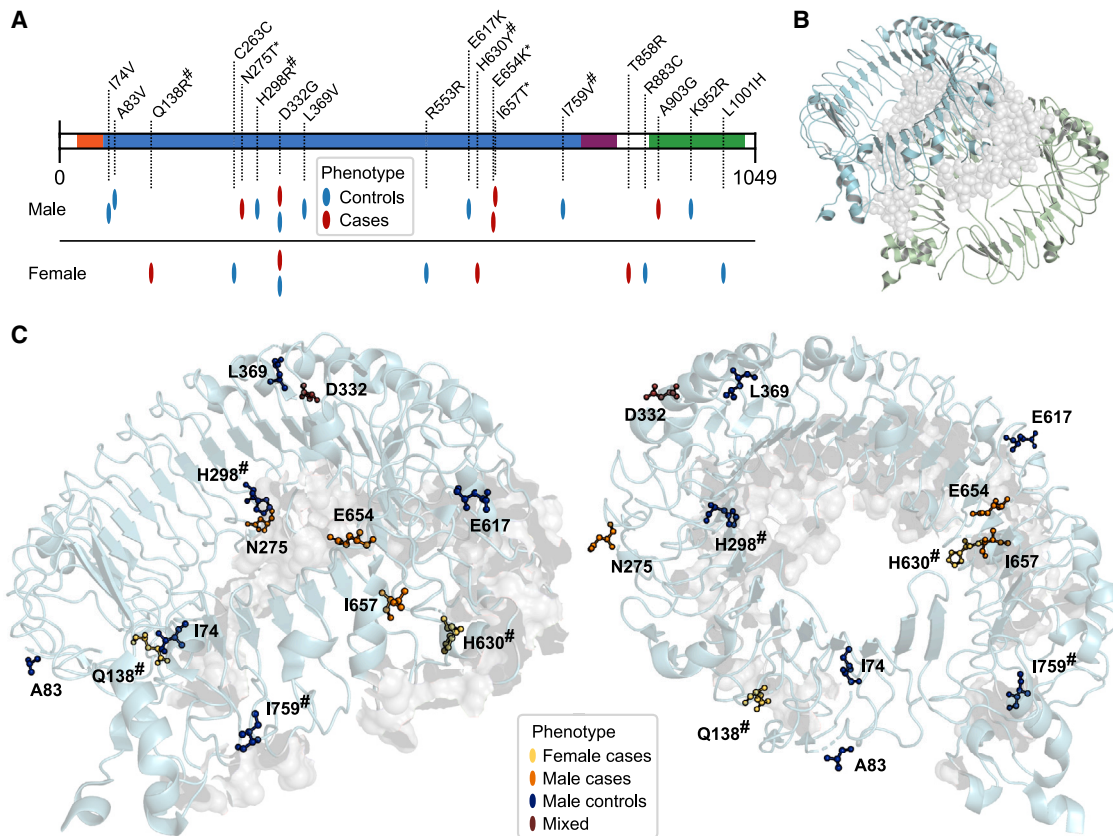 A
I74V
A83V
Q138R#
C263C
N275T*
H298R#
D332G
L369V
R553R
E617K
H630Y#
E654K*
I657T*
I759V#
T858R
R883C
A903G
K952R
L1001H
0
1049
Phenotype
Controls
Cases
Male
Female
B
C
L369
D332
H298#
N275
E654
E617
I657
H630#
I74
Q138#
A83
I759#
D332
L369
E617
E654
H298#
N275
H630#
I657
I74
I759#
Q138#
A83
Phenotype
Female cases
Male cases
Male controls
Mixed